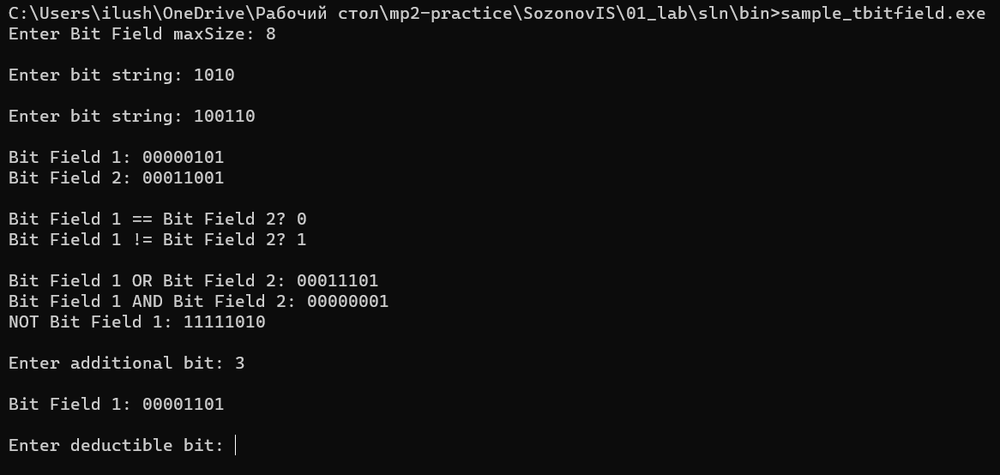 C:\Users\ilush\OneDrive\Рабочий стол\mp2-practice\SozonovIS\01_lab\sln\bin>sample_tbitfield.exe
Enter Bit Field maxSize: 8
Enter bit string: 1010
Enter bit string: 100110
Bit Field 1: 00000101
Bit Field 2: 00011001
Bit Field 1 == Bit Field 2? 0
Bit Field 1 != Bit Field 2? 1
Bit Field 1 OR Bit Field 2: 00011101
Bit Field 1 AND Bit Field 2: 00000001
NOT Bit Field 1: 11111010
Enter additional bit: 3
Bit Field 1: 00001101
Enter deductible bit: